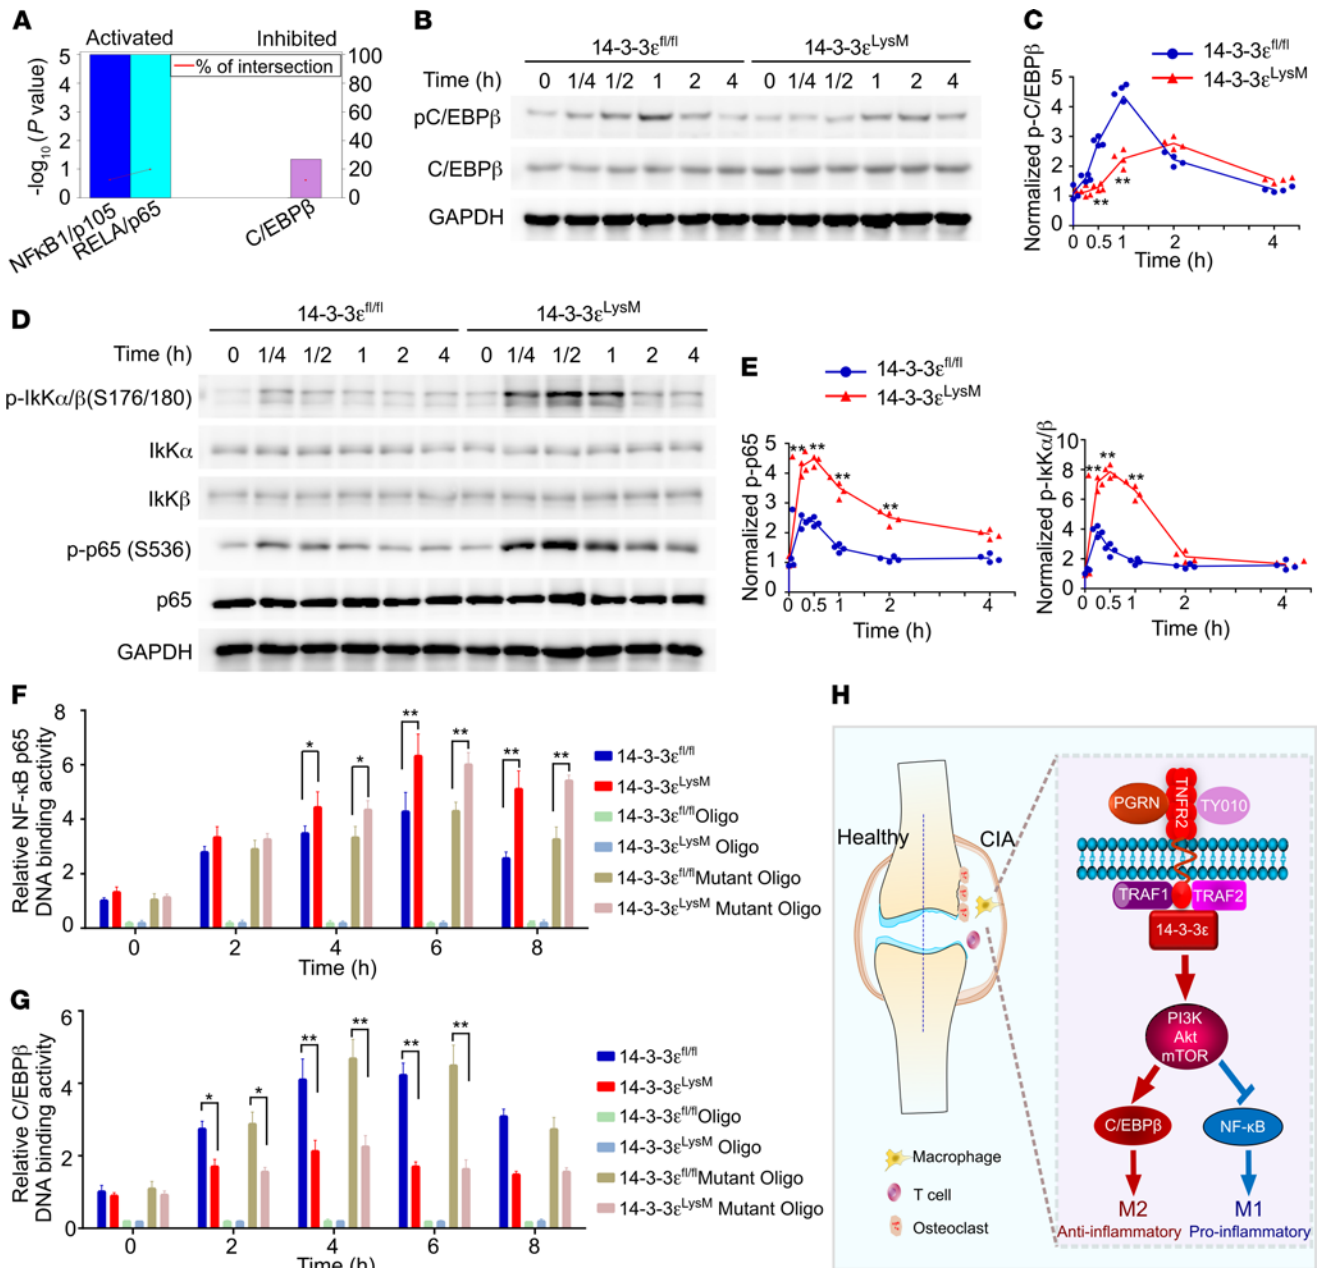 A
Activated
Inhibited
% of intersection
-log10 (P value)
5
4
3
2
1
0
100
80
60
40
20
0
NFκB1/p105
RELA/p65
C/EBPβ
B
14-3-3εfl/fl
14-3-3εLysM
Time (h) 0 1/4 1/2 1 2 4 0 1/4 1/2 1 2 4
pC/EBPβ
C/EBPβ
GAPDH
C
14-3-3εfl/fl
14-3-3εLysM
Normalized p-C/EBPβ
5
4
3
2
1
0
**
**
0 0.5 1 2 4
Time (h)
D
14-3-3εfl/fl
14-3-3εLysM
Time (h) 0 1/4 1/2 1 2 4 0 1/4 1/2 1 2 4
p-IkKα/β(S176/180)
IkKα
IkKβ
p-p65 (S536)
p65
GAPDH
E
14-3-3εfl/fl
14-3-3εLysM
Normalized p-p65
5
4
3
2
1
0
** ** ** **
0 0.5 1 2 4
Time (h)
Normalized p-IκKα/β
10
8
6
4
2
0
** ** **
0 0.5 1 2 4
Time (h)
F
Relative NF-κB p65
DNA binding activity
8
6
4
2
0
* * ** ** ** **
0 2 4 6 8
Time (h)
14-3-3εfl/fl
14-3-3εLysM
14-3-3εfl/flOligo
14-3-3εLysM Oligo
14-3-3εfl/flMutant Oligo
14-3-3εLysM Mutant Oligo
G
Relative C/EBPβ
DNA binding activity
6
4
2
0
* * ** ** ** **
0 2 4 6 8
Time (h)
14-3-3εfl/fl
14-3-3εLysM
14-3-3εfl/flOligo
14-3-3εLysM Oligo
14-3-3εfl/flMutant Oligo
14-3-3εLysM Mutant Oligo
H
Healthy
CIA
Macrophage
T cell
Osteoclast
PGRN
TNFR2
TY010
TRAF1
TRAF2
14-3-3ε
PI3K
Akt
mTOR
C/EBPβ
NF-κB
M2
M1
Anti-inflammatory
Pro-inflammatory